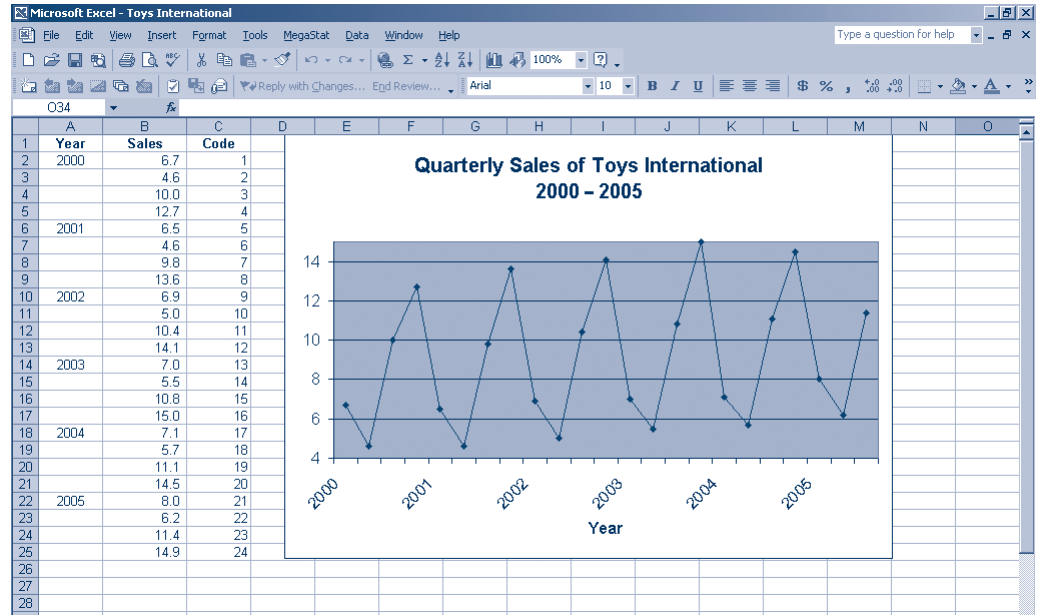 Microsoft Excel - Toys International
File Edit View Insert Format Tools MegaStat Data Window Help Type a question for help
100%
Reply with Changes... End Review... Arial 10 B I U $ % ,
O34 fx
A B C D E F G H I J K L M N O
1 Year Sales Code
2 2000 6.7 1
3 4.6 2
4 10.0 3
5 12.7 4
6 2001 6.5 5
7 4.6 6
8 9.8 7
9 13.6 8
10 2002 6.9 9
11 5.0 10
12 10.4 11
13 14.1 12
14 2003 7.0 13
15 5.5 14
16 10.8 15
17 15.0 16
18 2004 7.1 17
19 5.7 18
20 11.1 19
21 14.5 20
22 2005 8.0 21
23 6.2 22
24 11.4 23
25 14.9 24
26
27
28
Quarterly Sales of Toys International
2000 – 2005
14
12
10
8
6
4
2000 2001 2002 2003 2004 2005
Year